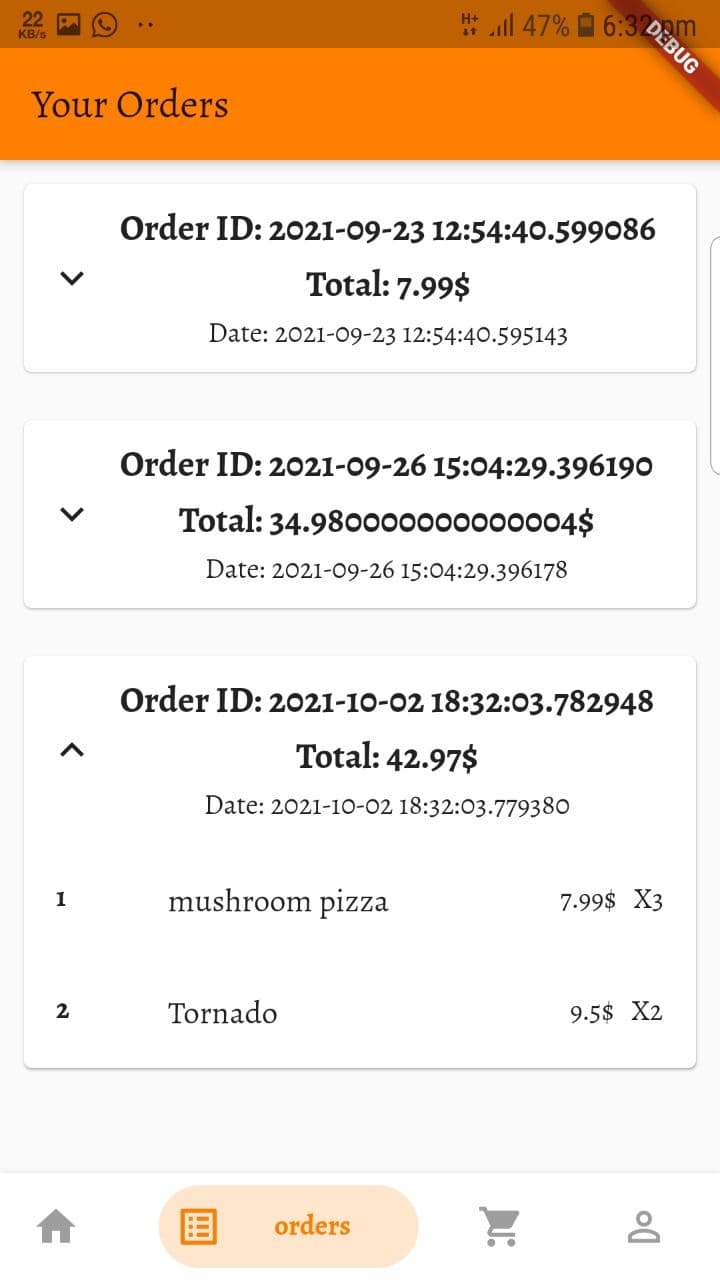 22
KB/s
H+
47%
6:32 pm
DEBUG
Your Orders
Order ID: 2021-09-23 12:54:40.599086
Total: 7.99$
Date: 2021-09-23 12:54:40.595143
Order ID: 2021-09-26 15:04:29.396190
Total: 34.980000000000004$
Date: 2021-09-26 15:04:29.396178
Order ID: 2021-10-02 18:32:03.782948
Total: 42.97$
Date: 2021-10-02 18:32:03.779380
1 mushroom pizza 7.99$ X3
2 Tornado 9.5$ X2
orders